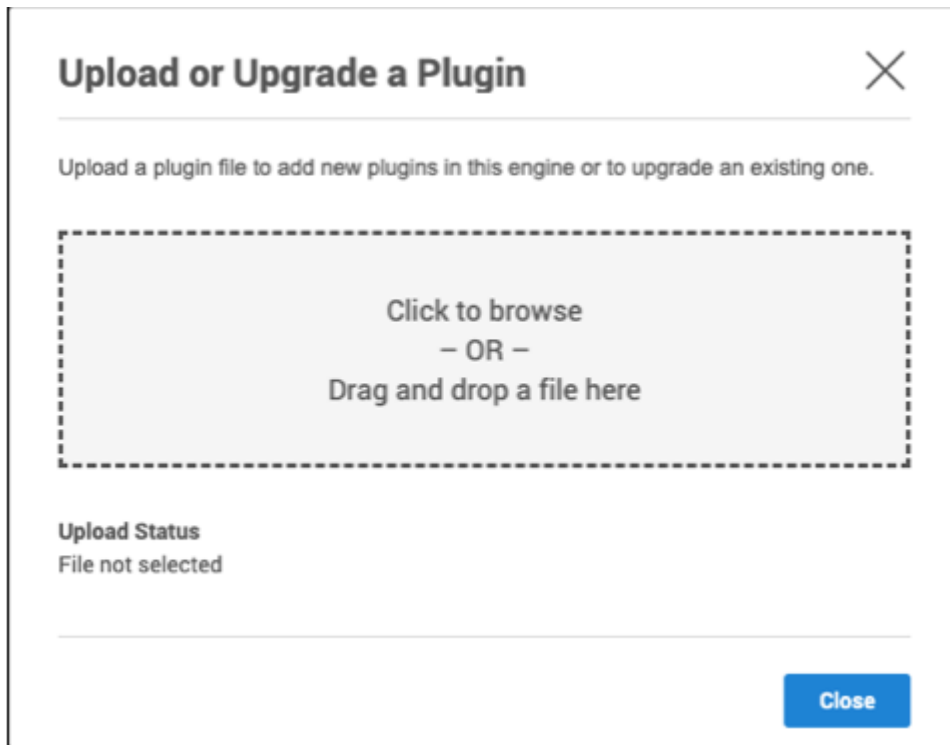 Upload or Upgrade a Plugin
Upload a plugin file to add new plugins in this engine or to upgrade an existing one.
Click to browse
– OR –
Drag and drop a file here
Upload Status
File not selected
Close